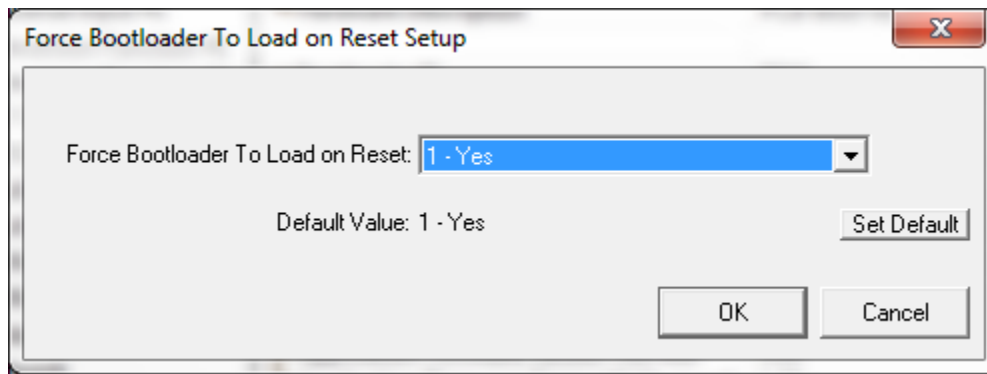 Force Bootloader To Load on Reset Setup
Force Bootloader To Load on Reset: 1 - Yes
Default Value: 1 - Yes
Set Default
OK
Cancel